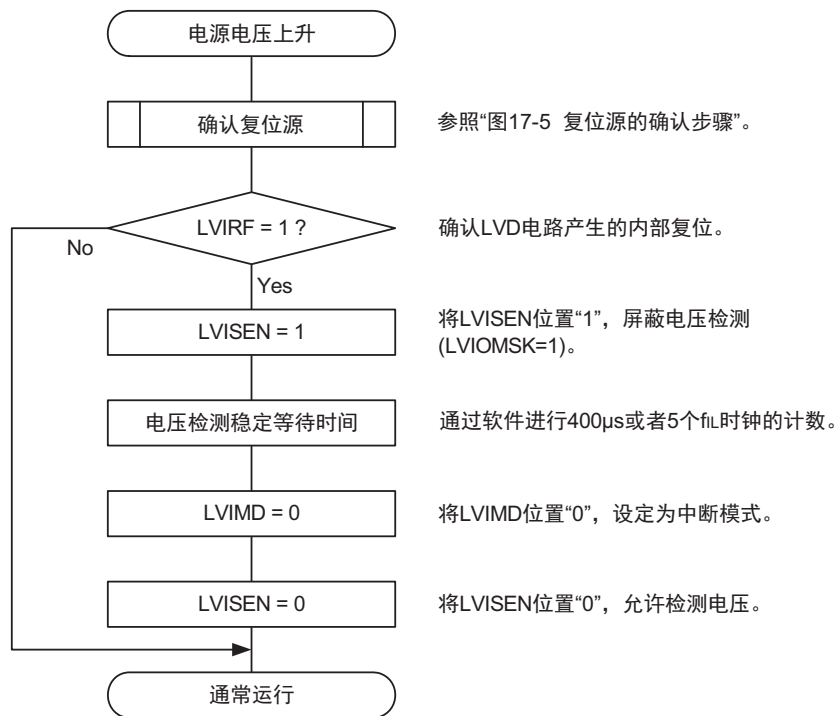 电源电压上升
确认复位源
参照“图17-5 复位源的确认步骤”。
LVIRF = 1 ?
确认LVD电路产生的内部复位。
No
Yes
LVISEN = 1
将LVISEN位置“1”，屏蔽电压检测
(LVIOMSK=1)。
电压检测稳定等待时间
通过软件进行400μs或者5个fIL时钟的计数。
LVIMD = 0
将LVIMD位置“0”，设定为中断模式。
LVISEN = 0
将LVISEN位置“0”，允许检测电压。
通常运行